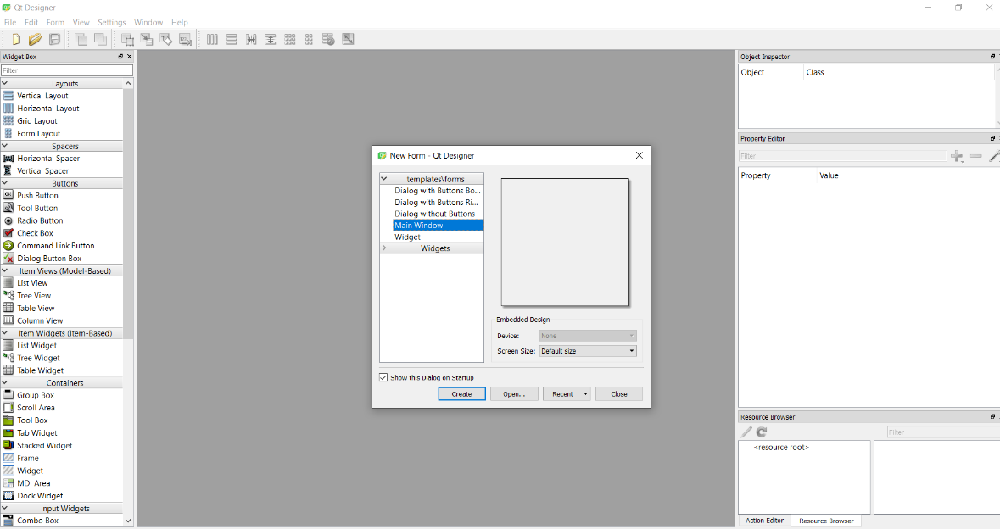 Qt Designer
File Edit Form View Settings Window Help
Widget Box
Filter
Layouts
Vertical Layout
Horizontal Layout
Grid Layout
Form Layout
Spacers
Horizontal Spacer
Vertical Spacer
Buttons
Push Button
Tool Button
Radio Button
Check Box
Command Link Button
Dialog Button Box
Item Views (Model-Based)
List View
Tree View
Table View
Column View
Item Widgets (Item-Based)
List Widget
Tree Widget
Table Widget
Containers
Group Box
Scroll Area
Tool Box
Tab Widget
Stacked Widget
Frame
Widget
MDI Area
Dock Widget
Input Widgets
Combo Box
New Form - Qt Designer
templates\forms
Dialog with Buttons Bo...
Dialog with Buttons Ri...
Dialog without Buttons
Main Window
Widget
Widgets
Embedded Design
Device: None
Screen Size: Default size
Show this Dialog on Startup
Create Open... Recent Close
Object Inspector
Object Class
Property Editor
Filter
Property Value
Resource Browser
Filter
<resource root>
Action Editor Resource Browser